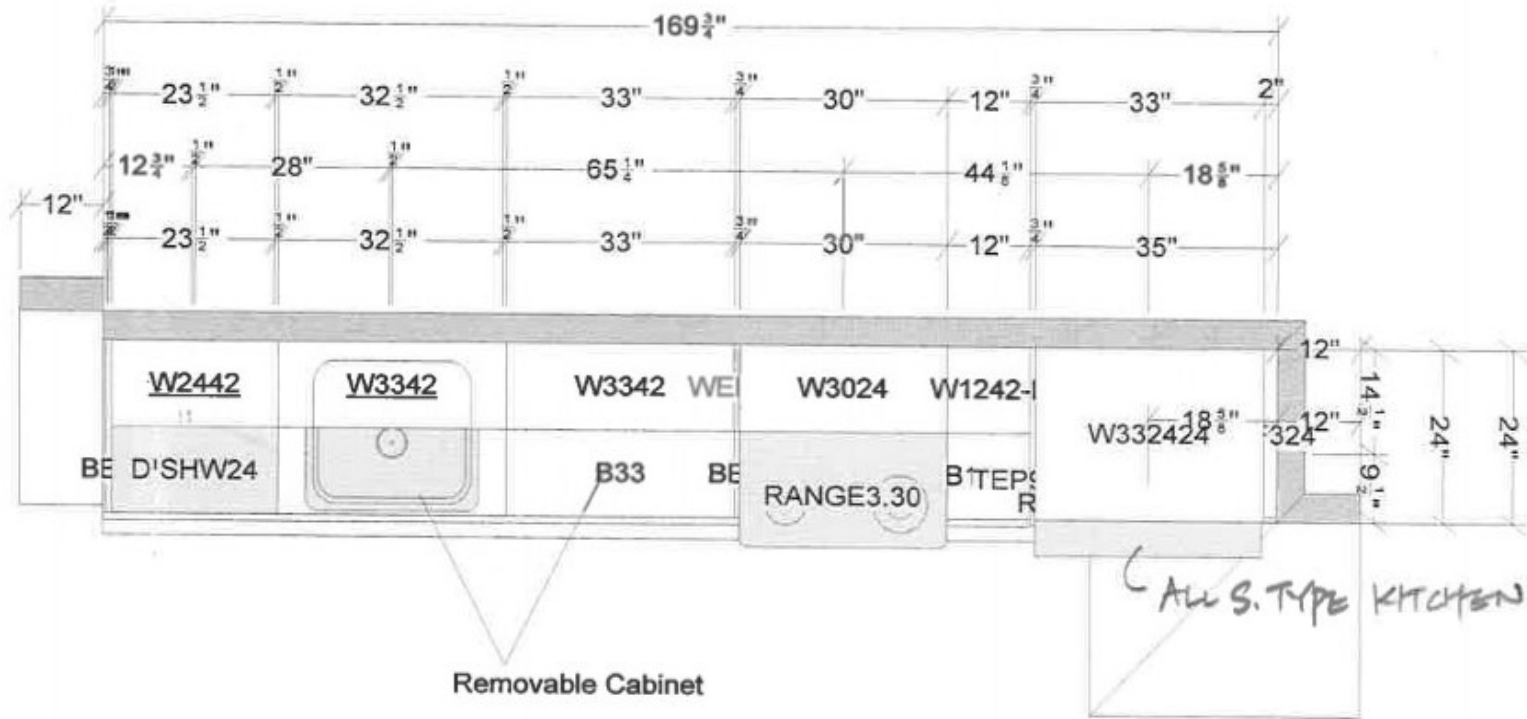 169 3/4"
3/4" 23 1/2" 1/2" 32 1/2" 1/2" 33" 3/4" 30" 12" 3/4" 33" 2"
12 3/4" 1/2" 28" 1/2" 65 1/4" 44 1/8" 18 5/8"
12"
23 1/2" 1/2" 32 1/2" 1/2" 33" 3/4" 30" 12" 3/4" 35"
12"
W2442 W3342 W3342 WE W3024 W1242-
14 1/2" 24" 24"
18 5/8" 12"
W332424 324
BE D'SHW24 B33 BE RANGE3.30 B1 TEPS
R
9 1/2"
ALL S. TYPE KITCHEN
Removable Cabinet